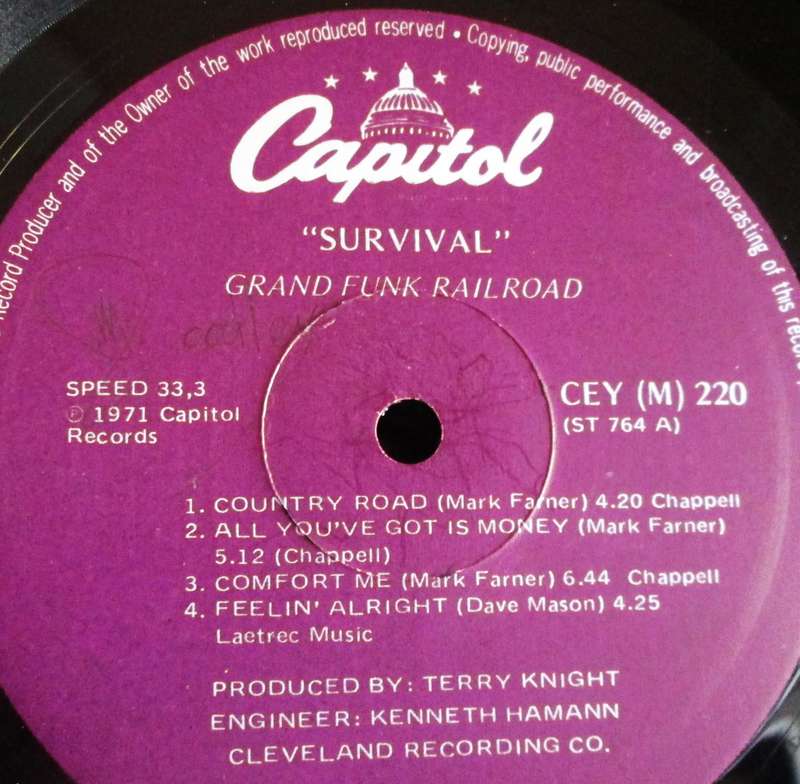 Record Producer and of the Owner of the work reproduced reserved • Copying, public performance and broadcasting of this record
Capitol
"SURVIVAL"
GRAND FUNK RAILROAD
SPEED 33,3
Ⓟ 1971 Capitol
Records
CEY (M) 220
(ST 764 A)
1. COUNTRY ROAD (Mark Farner) 4.20 Chappell
2. ALL YOU'VE GOT IS MONEY (Mark Farner)
5.12 (Chappell)
3. COMFORT ME (Mark Farner) 6.44 Chappell
4. FEELIN' ALRIGHT (Dave Mason) 4.25
Laetrec Music
PRODUCED BY: TERRY KNIGHT
ENGINEER: KENNETH HAMANN
CLEVELAND RECORDING CO.